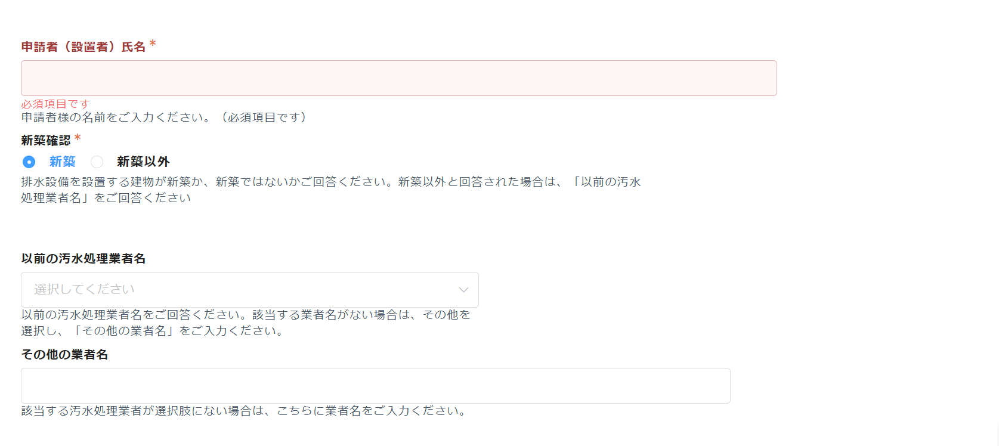 申請者（設置者）氏名 *
必須項目です
申請者様の名前をご入力ください。（必須項目です）
新築確認 *
新築 新築以外
排水設備を設置する建物が新築か、新築ではないかご回答ください。新築以外と回答された場合は、「以前の汚水
処理業者名」をご回答ください
以前の汚水処理業者名
選択してください
以前の汚水処理業者名をご回答ください。該当する業者名がない場合は、その他を
選択し、「その他の業者名」をご入力ください。
その他の業者名
該当する汚水処理業者が選択肢にない場合は、こちらに業者名をご入力ください。